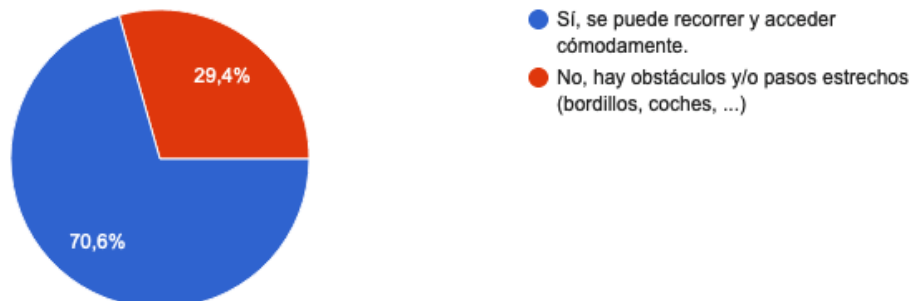 29,4%
70,6%
Sí, se puede recorrer y acceder
cómodamente.
No, hay obstáculos y/o pasos estrechos
(bordillos, coches, ...)